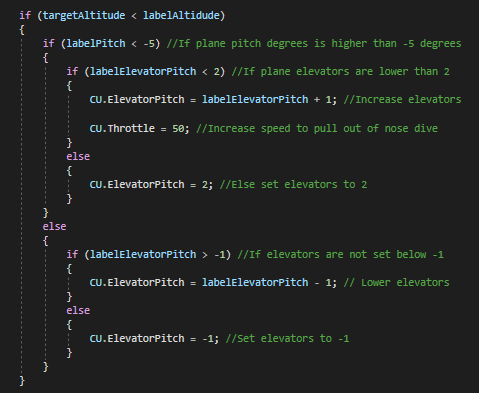 if (targetAltitude < labelAltidude)
{
if (labelPitch < -5) //If plane pitch degrees is higher than -5 degrees
{
if (labelElevatorPitch < 2) //If plane elevators are lower than 2
{
CU.ElevatorPitch = labelElevatorPitch + 1; //Increase elevators
CU.Throttle = 50; //Increase speed to pull out of nose dive
}
else
{
CU.ElevatorPitch = 2; //Else set elevators to 2
}
}
else
{
if (labelElevatorPitch > -1) //If elevators are not set below -1
{
CU.ElevatorPitch = labelElevatorPitch - 1; // Lower elevators
}
else
{
CU.ElevatorPitch = -1; //Set elevators to -1
}
}
}